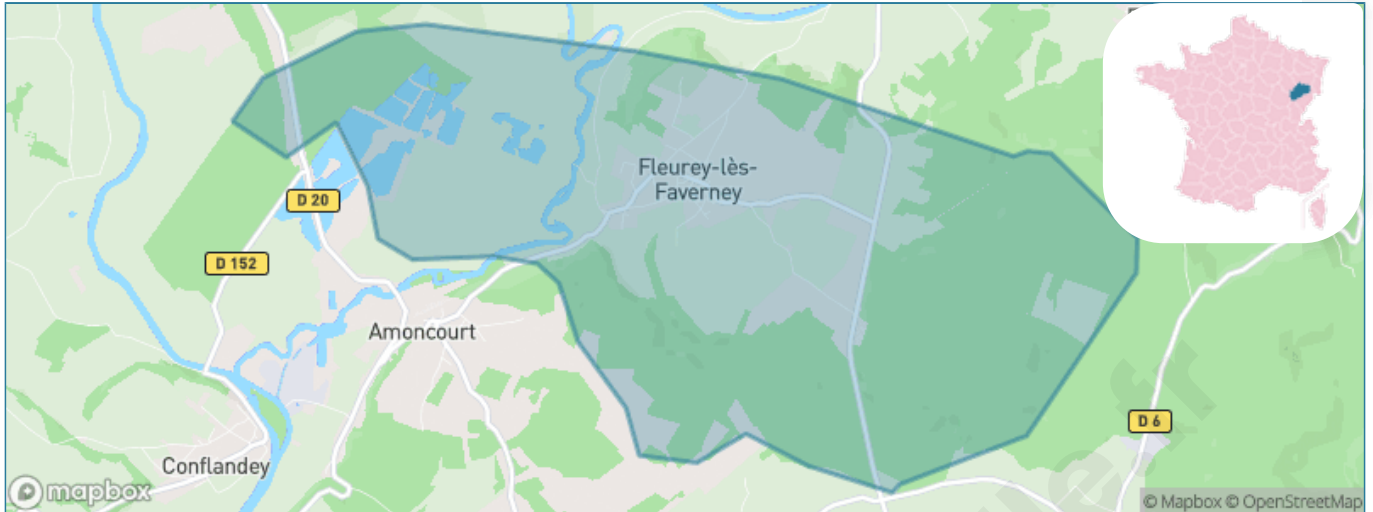 Fleurey-lès-
Faverney
D 20
D 152
Amoncourt
D 6
Conflandey
mapbox
© Mapbox © OpenStreetMap